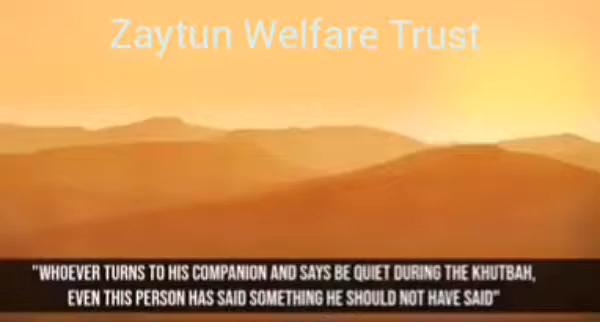 Zaytun Welfare Trust
"WHOEVER TURNS TO HIS COMPANION AND SAYS BE QUIET DURING THE KHUTBAH,
EVEN THIS PERSON HAS SAID SOMETHING HE SHOULD NOT HAVE SAID"